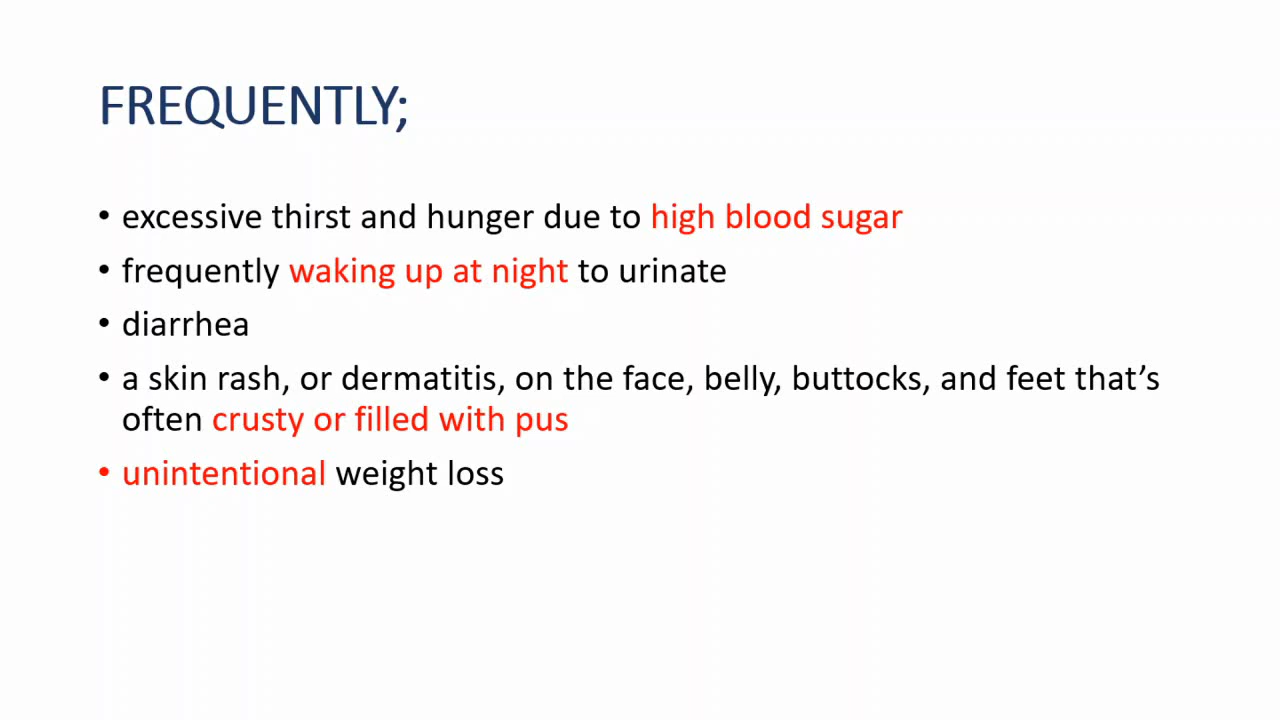 FREQUENTLY;
• excessive thirst and hunger due to high blood sugar
• frequently waking up at night to urinate
• diarrhea
• a skin rash, or dermatitis, on the face, belly, buttocks, and feet that’s
often crusty or filled with pus
• unintentional weight loss